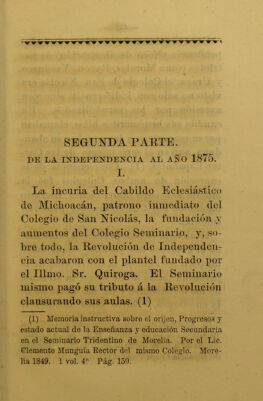 SEGUNDA PARTE.
DE LA INDEPENDENCIA AL AÑO 1875.
I.
La incuria del Cabildo Eclesiástico
de Michoacán, patrono inmediato del
Colegio de San Nicolás, la fundación y
aumentos del Colegio Seminario, y, so-
bre todo, la Revolución de Independen-
cia acabaron con el plantel fundado por
el Illmo. Sr. Quiroga. El Seminario
mismo pagó su tributo á la Revolución
clausurando sus aulas. (1)
(1) Memoria instructiva sobre el orijen, Progresos y
estado actual de la Enseñanza y educación Secundaria
en el Seminario Tridentino de Morelia. Por el Lic.
Clemente Munguia Rector del mismo Colegio. More-
lia 1849. 1 vol. 4º Pág. 159.